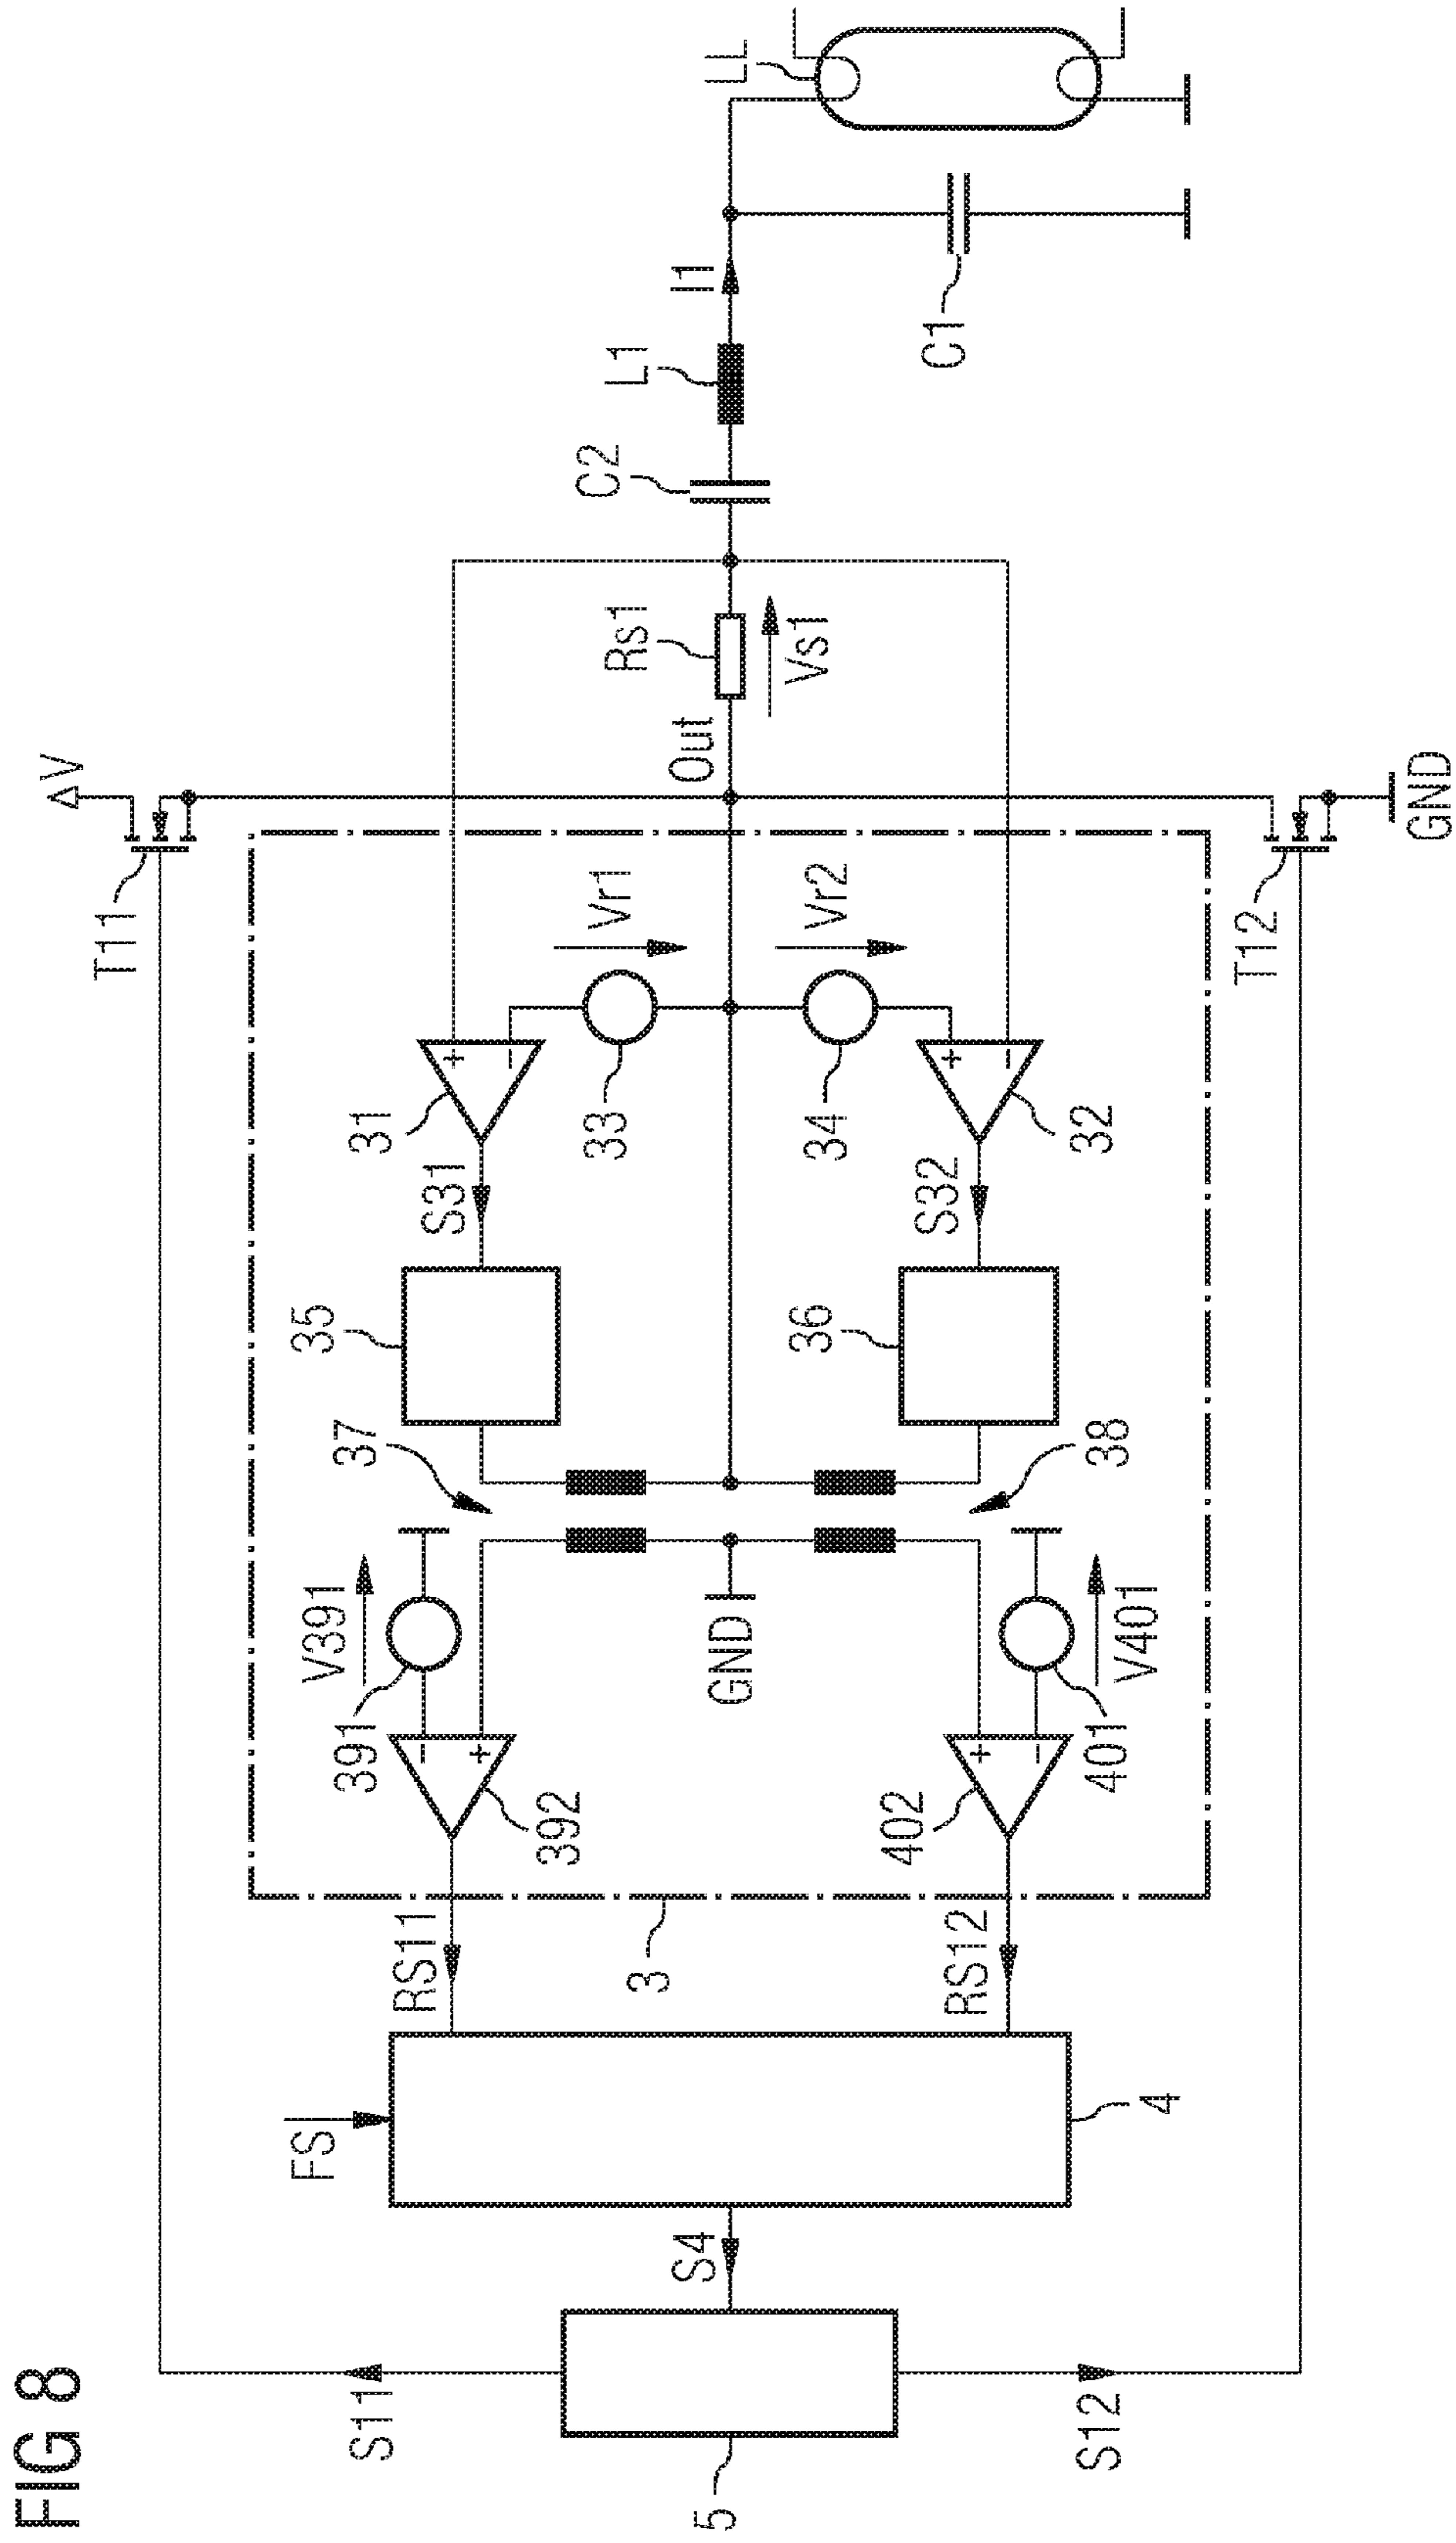 FIG 8
S11
5
S12
S4
FS
4
RS11
RS12
3
392
402
391
V391
401
V401
GND
37
38
35
36
S31
S32
31
33
34
32
Vr1
Vr2
+
−
+
−
−
+
+
−
T11
T12
V
GND
Out
Rs1
Vs1
C2
L1
I1
C1
LL